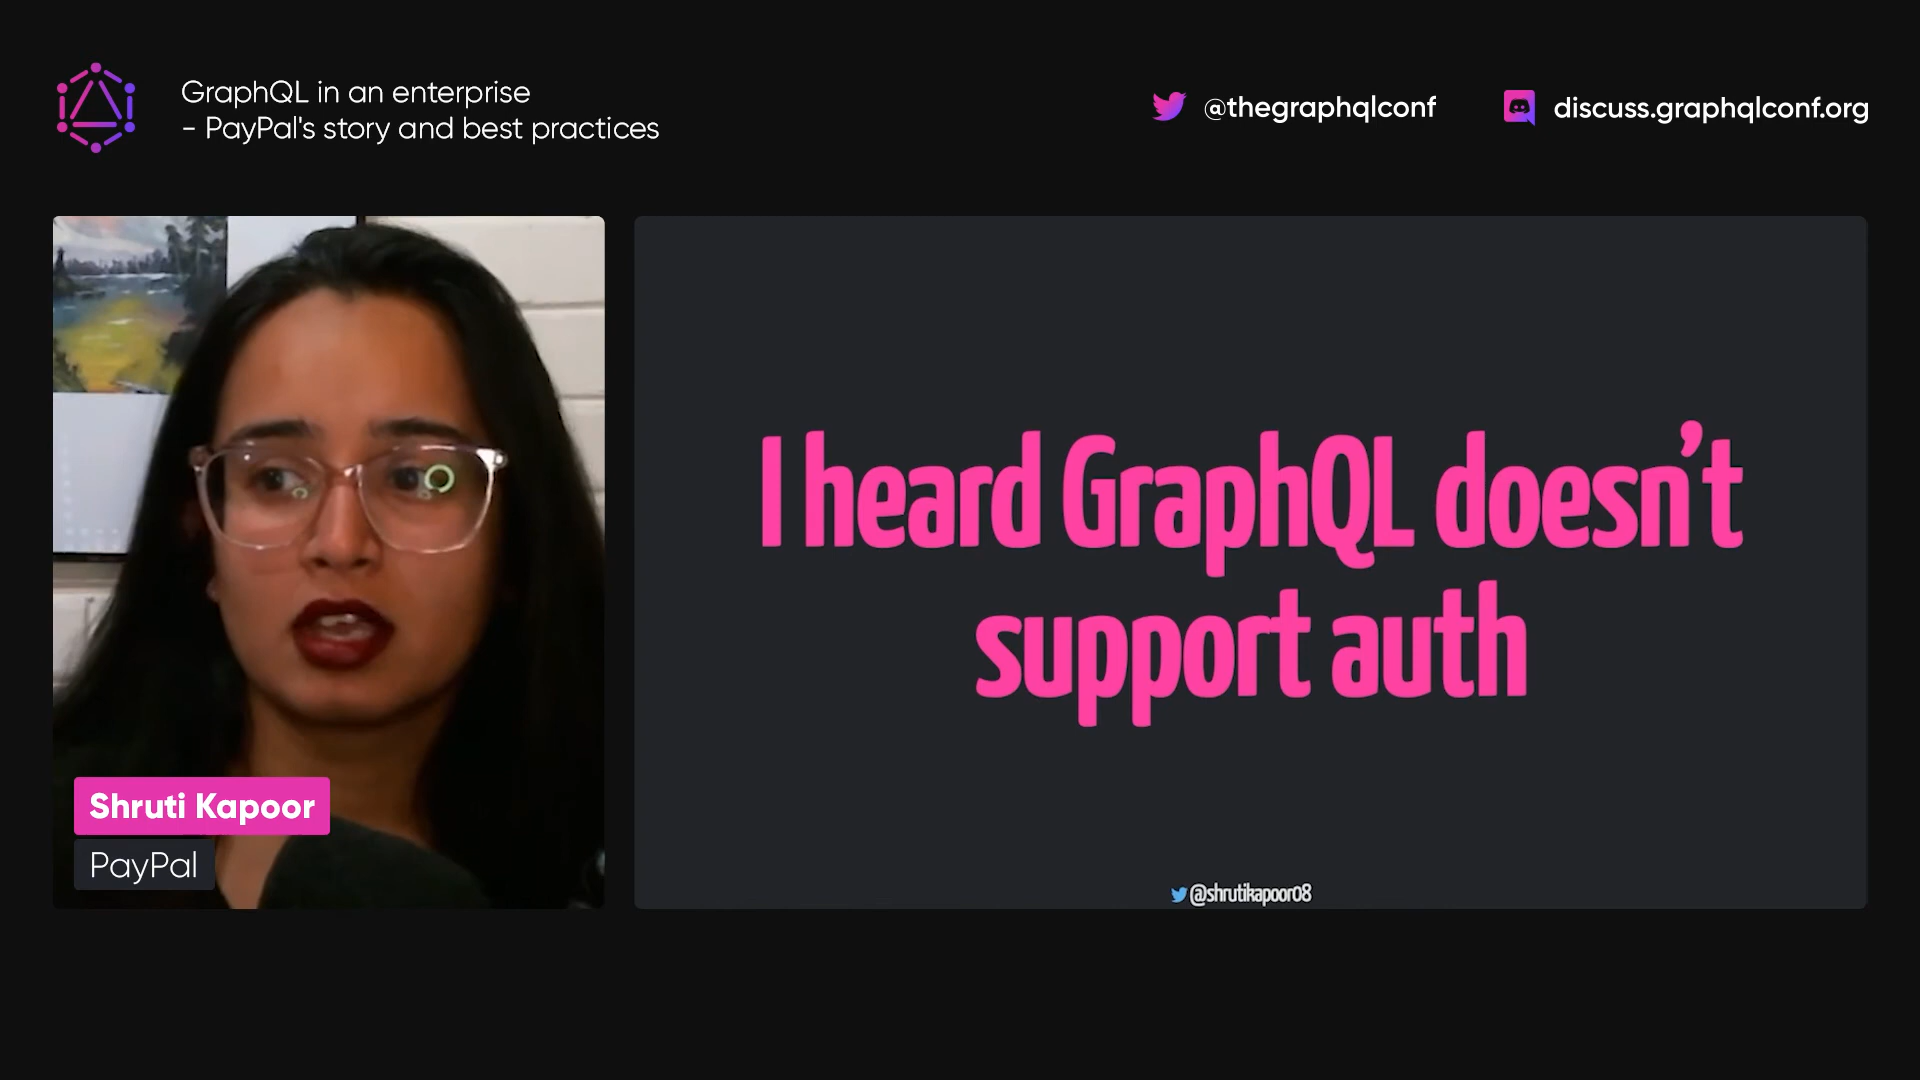 GraphQL in an enterprise
- PayPal's story and best practices
@thegraphqlconf
discuss.graphqlconf.org
Shruti Kapoor
PayPal
I heard GraphQL doesn’t
support auth
@shrutikapoor08